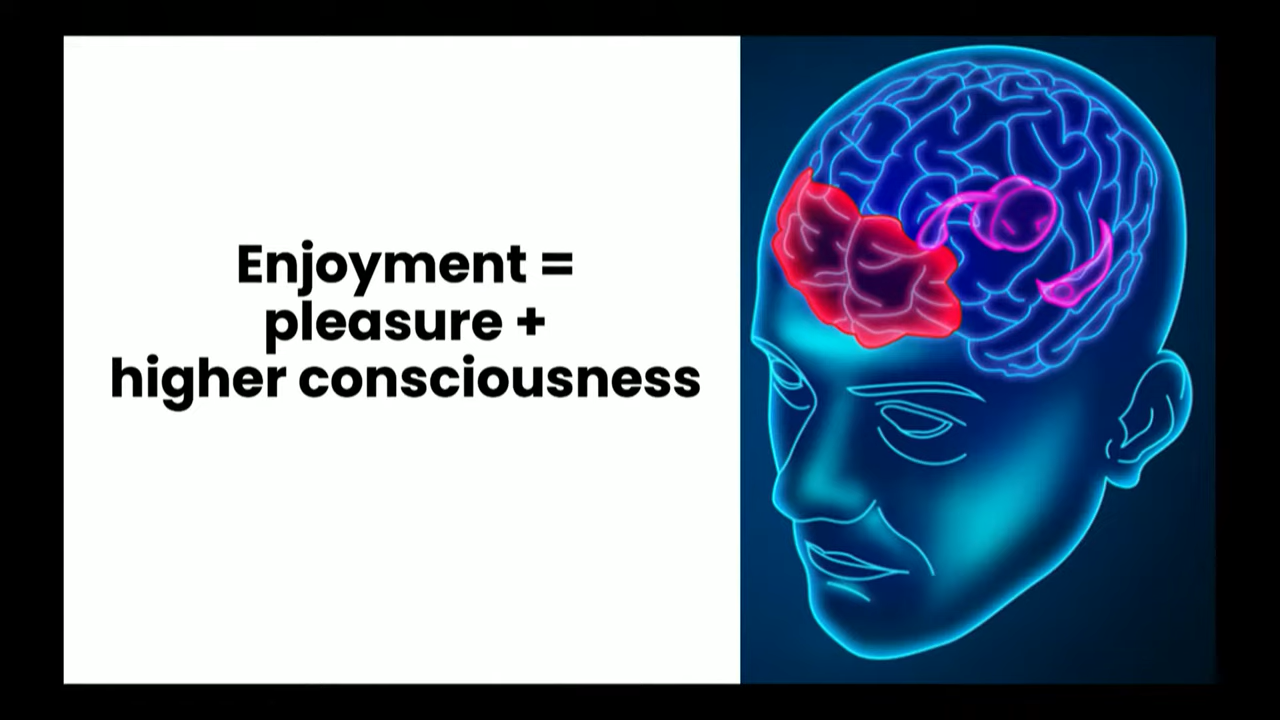 Enjoyment =
pleasure +
higher consciousness